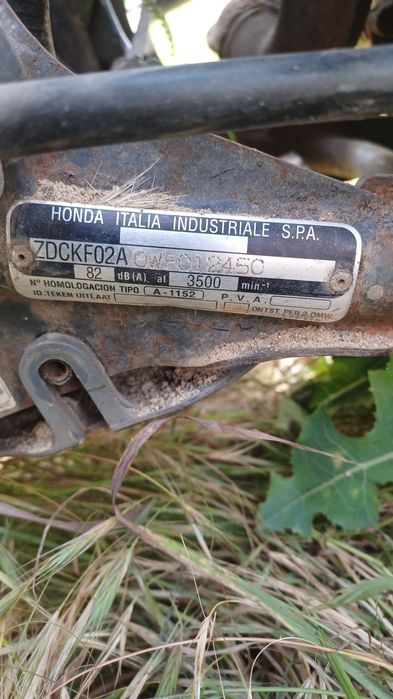 HONDA ITALIA INDUSTRIALE S.P.A.
ZDCKF02A0WF012450
82 dB(A) at 3500 min.-¹
Nº HOMOLOGACION TIPO A-1152 P.V.A.
ID.TEKEN UITLAAT ONTST. PER 2 OMW.